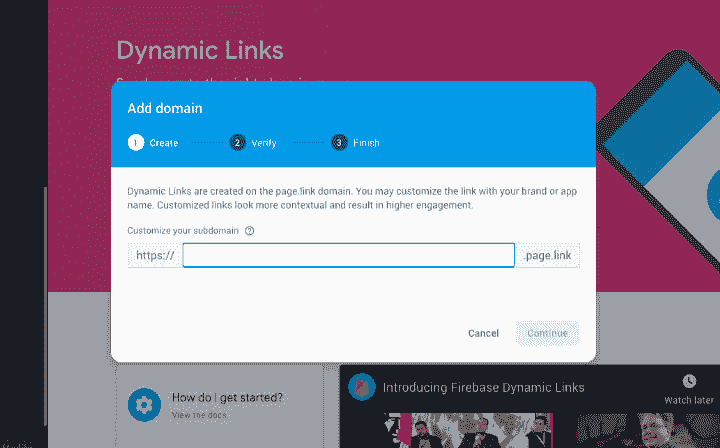 Dynamic Links
Add domain
1 Create
2 Verify
3 Finish
Dynamic Links are created on the page.link domain. You may customize the link with your brand or app
name. Customized links look more contextual and result in higher engagement.
Customize your subdomain
https://
.page.link
Cancel
Continue
How do I get started?
View the docs
Introducing Firebase Dynamic Links
Watch later